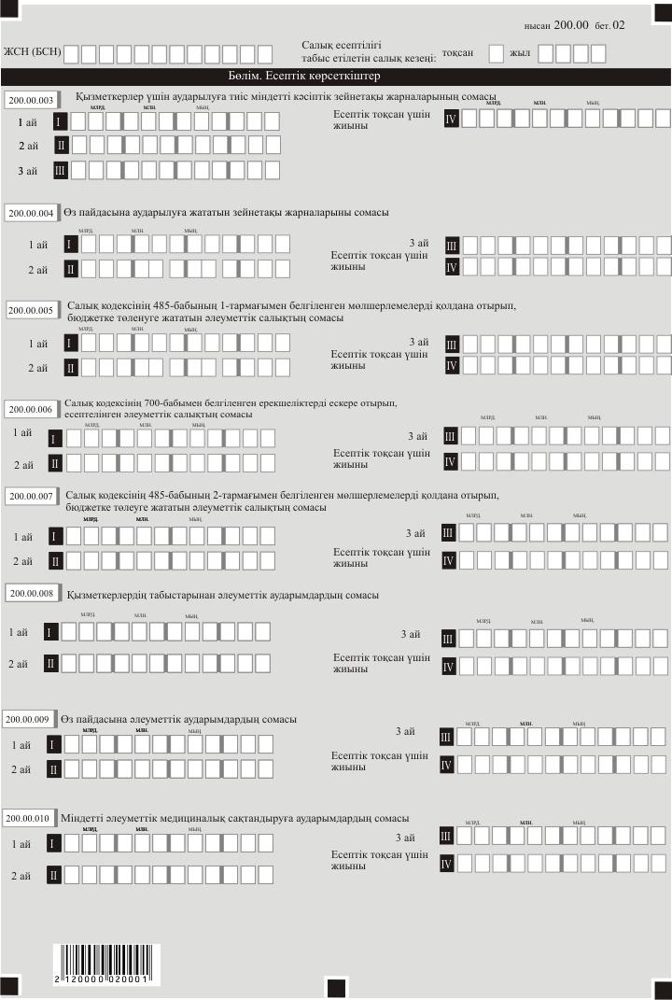 нысан 200.00 бет. 02
ЖСН (БСН)
Салық есептілігі
табыс етілетін салық кезеңі: тоқсан жыл
Бөлім. Есептік көрсеткіштер
200.00.003 Қызметкерлер үшін аударылуға тиіс міндетті кәсіптік зейнетақы жарналарының сомасы
МЛРД. МЛН. МЫҢ. МЛРД. МЛН. МЫҢ.
1 ай I Есептік тоқсан үшін жиыны IV
2 ай II
3 ай III
200.00.004 Өз пайдасына аударылуға жататын зейнетақы жарналарыны сомасы
МЛРД. МЛН. МЫҢ.
1 ай I 3 ай III
2 ай II Есептік тоқсан үшін жиыны IV
200.00.005 Салық кодексінің 485-бабының 1-тармағымен белгіленген мөлшерлемелерді қолдана отырып,
бюджетке төленуге жататын әлеуметтік салықтың сомасы
МЛРД. МЛН. МЫҢ.
1 ай I 3 ай III
2 ай II Есептік тоқсан үшін жиыны IV
200.00.006 Салық кодексінің 700-бабымен белгіленген ерекшеліктерді ескере отырып,
есептелінген әлеуметтік салықтың сомасы
МЛРД. МЛН. МЫҢ. МЛРД. МЛН. МЫҢ.
1 ай I 3 ай III
2 ай II Есептік тоқсан үшін жиыны IV
200.00.007 Салық кодексінің 485-бабының 2-тармағымен белгіленген мөлшерлемелерді қолдана отырып,
бюджетке төлеуге жататын әлеуметтік салықтың сомасы
МЛРД. МЛН. МЫҢ. МЛРД. МЛН. МЫҢ.
1 ай I 3 ай III
2 ай II Есептік тоқсан үшін жиыны IV
200.00.008 Қызметкерлердің табыстарынан әлеуметтік аударымдардың сомасы
МЛРД. МЛН. МЫҢ. МЛРД. МЛН. МЫҢ.
1 ай I 3 ай III
2 ай II Есептік тоқсан үшін жиыны IV
200.00.009 Өз пайдасына әлеуметтік аударымдардың сомасы
МЛРД. МЛН. МЫҢ. МЛРД. МЛН. МЫҢ
1 ай I 3 ай III
2 ай II Есептік тоқсан үшін жиыны IV
200.00.010 Міндетті әлеуметтік медициналық сақтандыруға аударымдардың сомасы
МЛРД. МЛН. МЫҢ. МЛРД. МЛН. МЫҢ
1 ай I 3 ай III
2 ай II Есептік тоқсан үшін жиыны IV
2 120000 020001